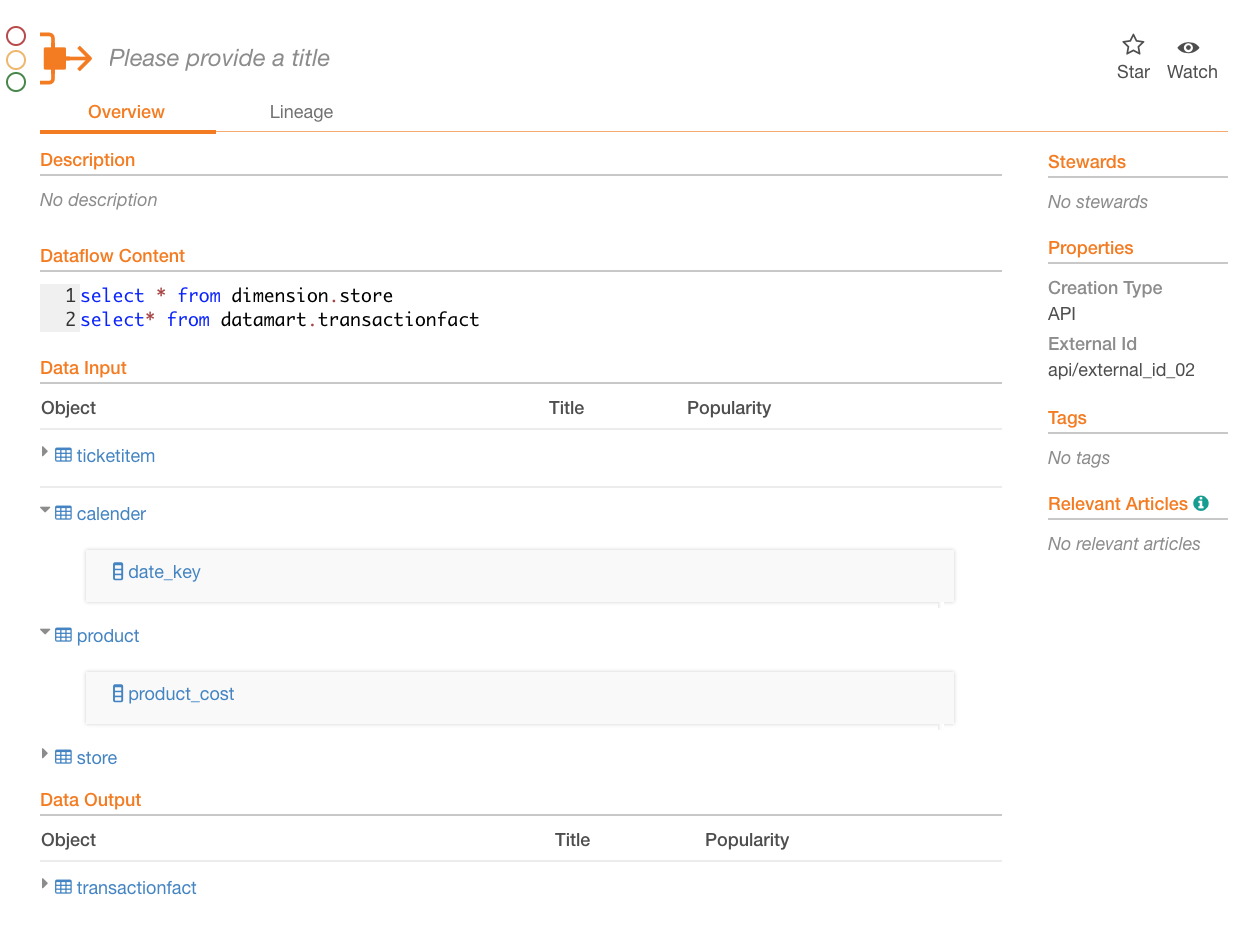 Please provide a title
Star Watch
Overview Lineage
Description
No description
Dataflow Content
1 select * from dimension.store
2 select* from datamart.transactionfact
Data Input
Object Title Popularity
ticketitem
calender
date_key
product
product_cost
store
Data Output
Object Title Popularity
transactionfact
Stewards
No stewards
Properties
Creation Type
API
External Id
api/external_id_02
Tags
No tags
Relevant Articles
No relevant articles